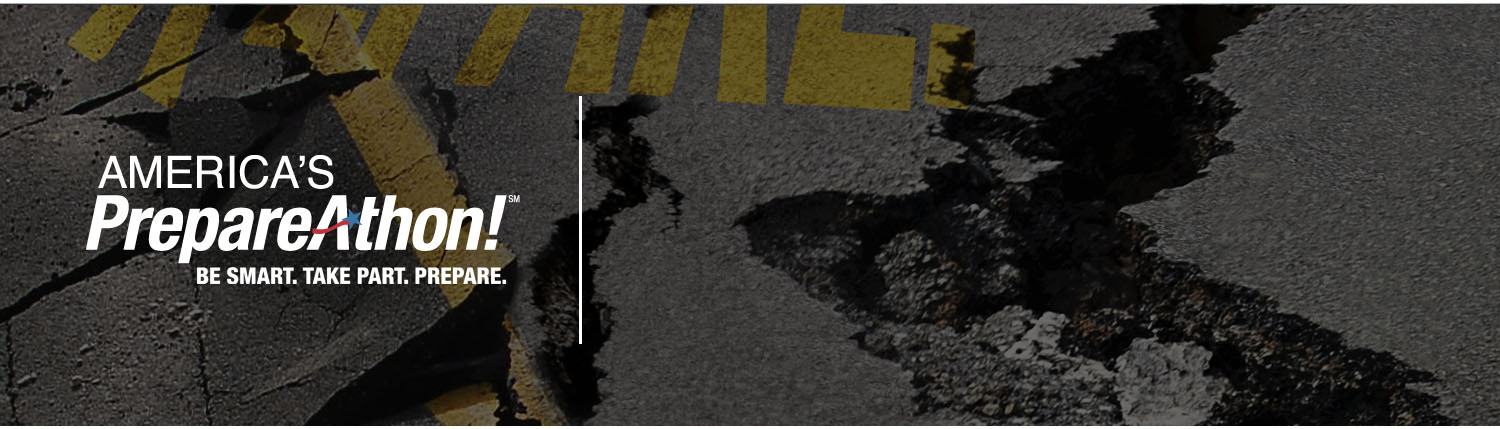 AMERICA'S
PrepareAthon!℠
BE SMART. TAKE PART. PREPARE.